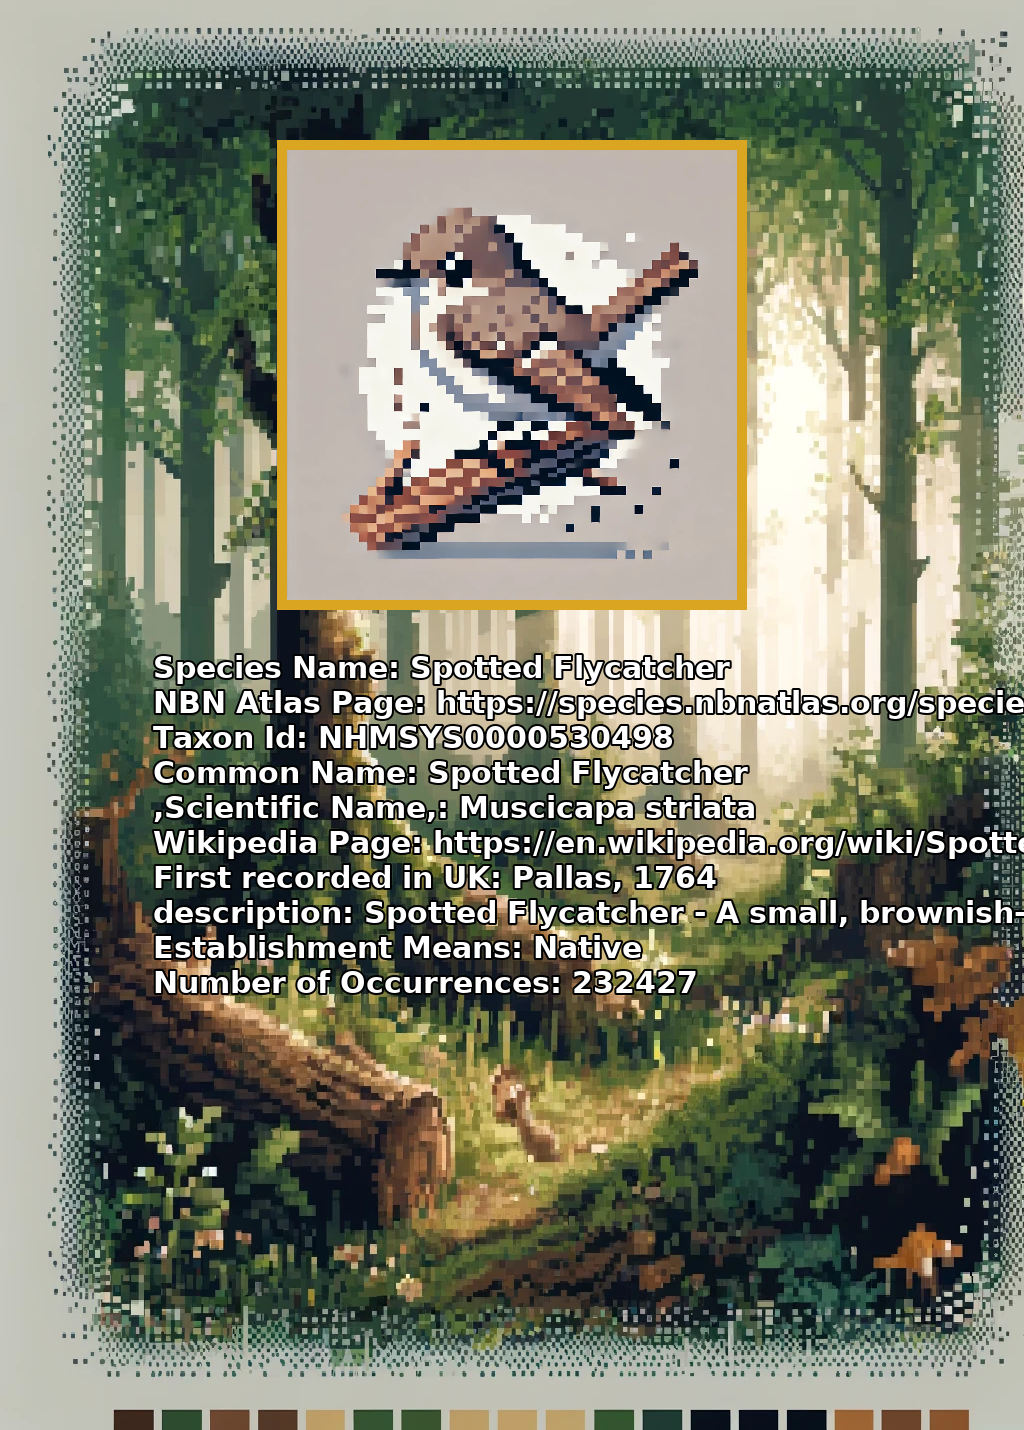 Species Name: Spotted Flycatcher
NBN Atlas Page: https://species.nbnatlas.org/specie
Taxon Id: NHMSYS0000530498
Common Name: Spotted Flycatcher
,Scientific Name,: Muscicapa striata
Wikipedia Page: https://en.wikipedia.org/wiki/Spotte
First recorded in UK: Pallas, 1764
description: Spotted Flycatcher - A small, brownish-
Establishment Means: Native
Number of Occurrences: 232427